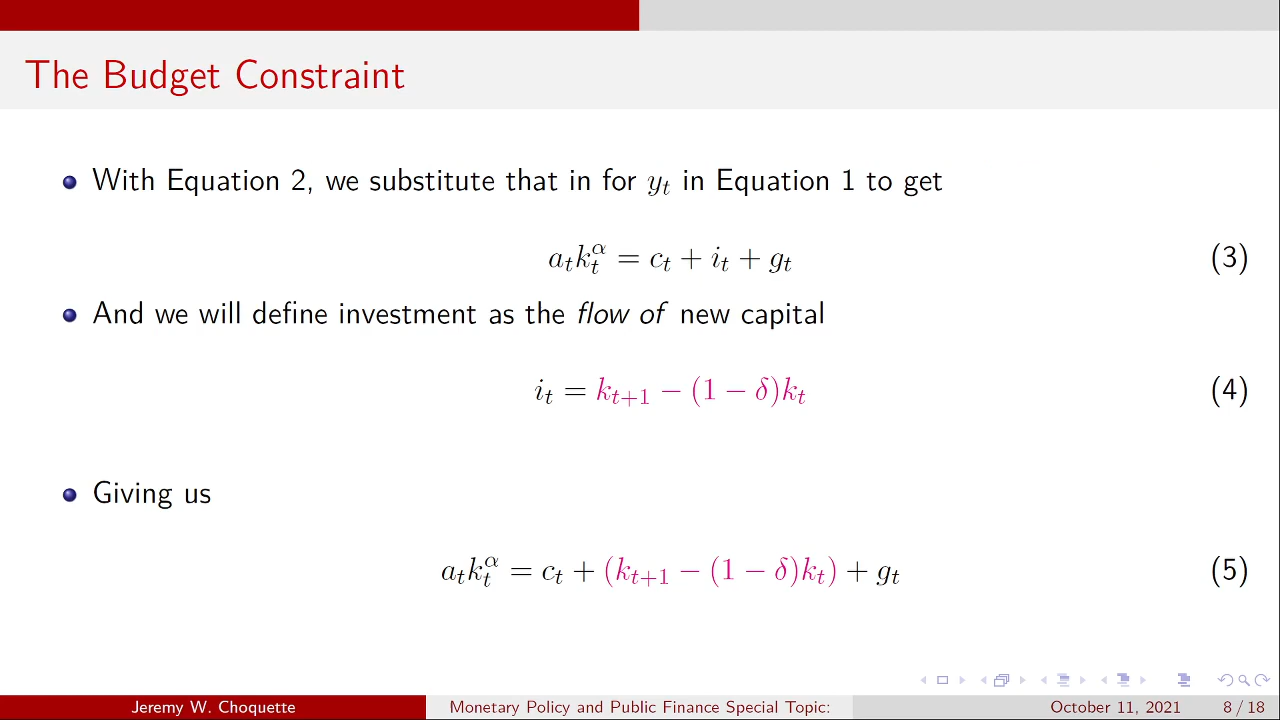 The Budget Constraint
With Equation 2, we substitute that in for y_t in Equation 1 to get
a_t k_t^α = c_t + i_t + g_t (3)
And we will define investment as the flow of new capital
i_t = k_{t+1} − (1 − δ)k_t (4)
Giving us
a_t k_t^α = c_t + (k_{t+1} − (1 − δ)k_t) + g_t (5)
Jeremy W. Choquette Monetary Policy and Public Finance Special Topic: October 11, 2021 8 / 18